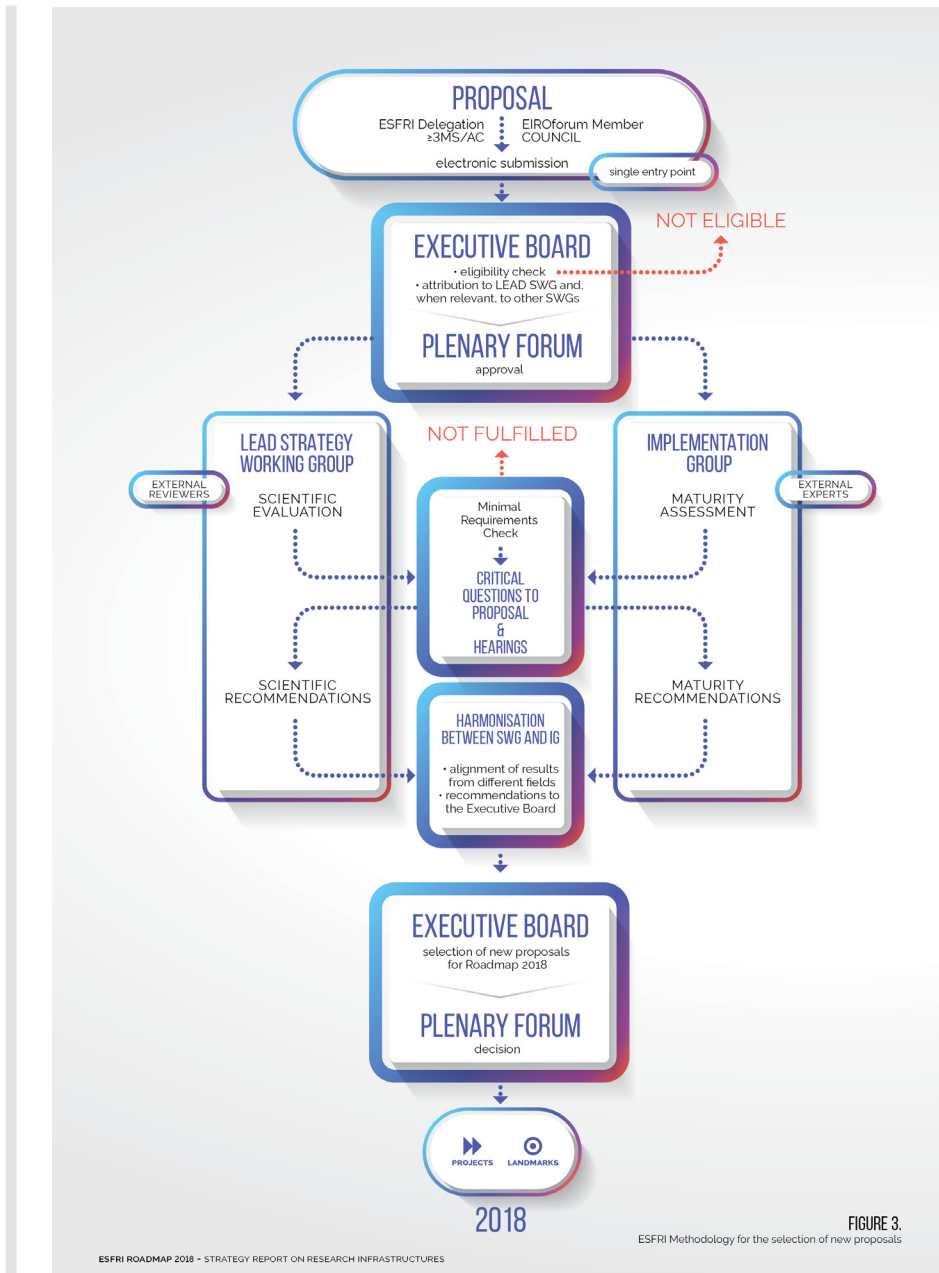 PROPOSAL
ESFRI Delegation
≥3MS/AC
EIROforum Member
COUNCIL
electronic submission
single entry point
NOT ELIGIBLE
EXECUTIVE BOARD
• eligibility check
• attribution to LEAD SWG and,
when relevant, to other SWGs
PLENARY FORUM
approval
LEAD STRATEGY
WORKING GROUP
EXTERNAL
REVIEWERS
SCIENTIFIC
EVALUATION
NOT FULFILLED
Minimal
Requirements
Check
CRITICAL
QUESTIONS TO
PROPOSAL
&
HEARINGS
IMPLEMENTATION
GROUP
EXTERNAL
EXPERTS
MATURITY
ASSESSMENT
SCIENTIFIC
RECOMMENDATIONS
MATURITY
RECOMMENDATIONS
HARMONISATION
BETWEEN SWG AND IG
• alignment of results
from different fields
• recommendations to
the Executive Board
EXECUTIVE BOARD
selection of new proposals
for Roadmap 2018
PLENARY FORUM
decision
PROJECTS
LANDMARKS
2018
FIGURE 3.
ESFRI Methodology for the selection of new proposals
ESFRI ROADMAP 2018 - STRATEGY REPORT ON RESEARCH INFRASTRUCTURES